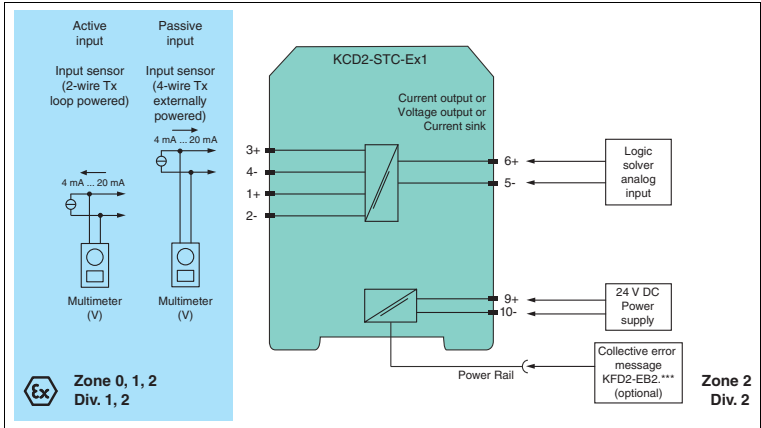 Active
input
Passive
input
Input sensor
(2-wire Tx
loop powered)
Input sensor
(4-wire Tx
externally
powered)
4 mA ... 20 mA
4 mA ... 20 mA
Multimeter
(V)
Multimeter
(V)
Zone 0, 1, 2
Div. 1, 2
KCD2-STC-Ex1
Current output or
Voltage output or
Current sink
3+
4-
1+
2-
6+
5-
Logic
solver
analog
input
9+
10-
24 V DC
Power
supply
Power Rail
Collective error
message
KFD2-EB2.***
(optional)
Zone 2
Div. 2
εx